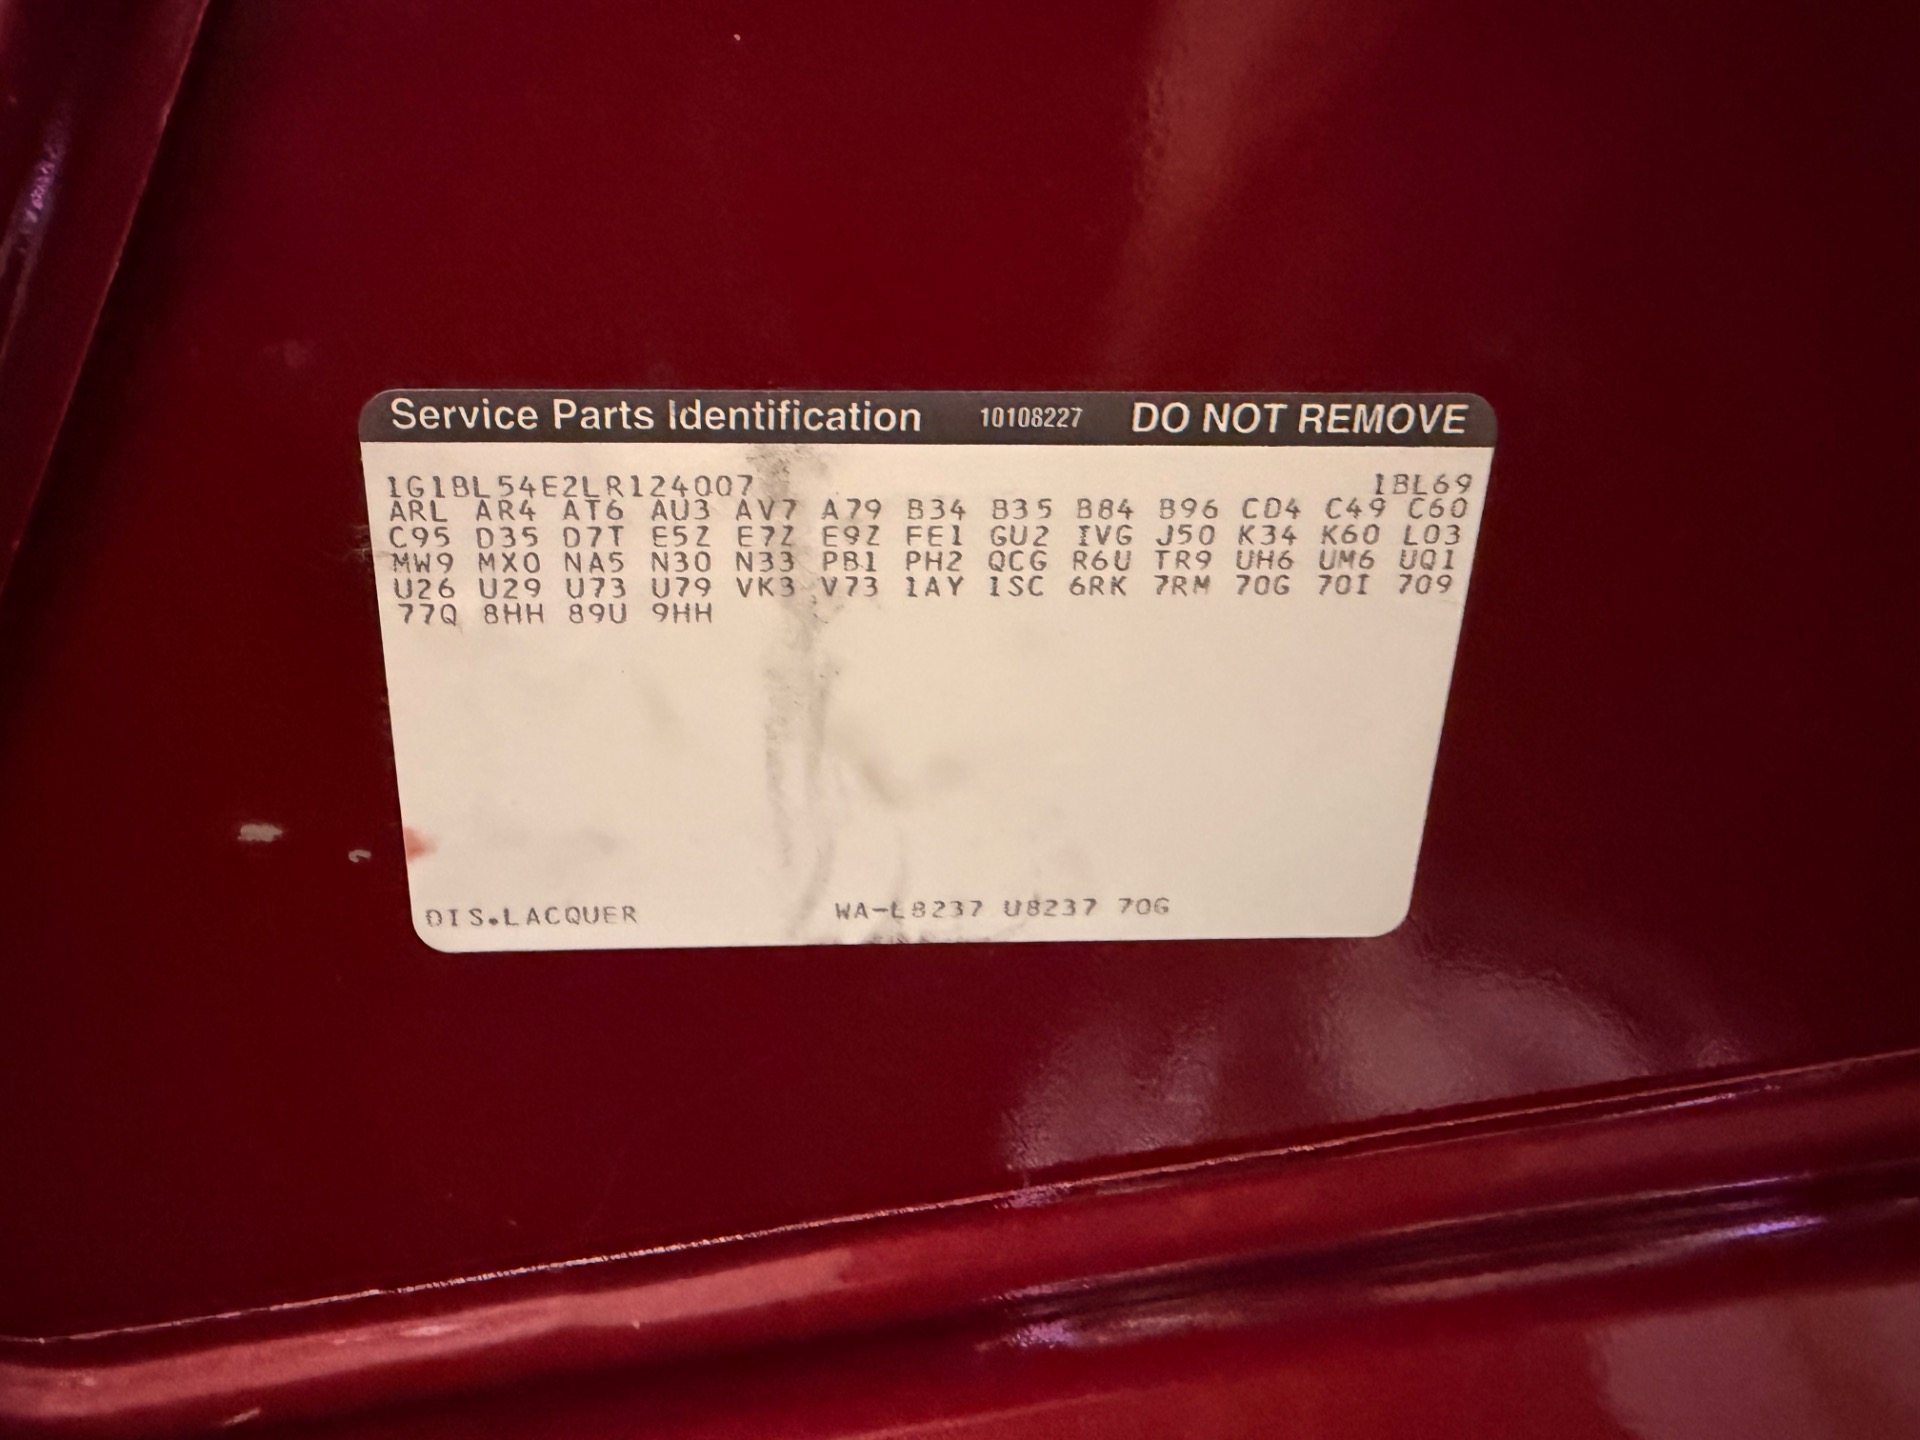 Service Parts Identification 10108227 DO NOT REMOVE
1G1BL54E2LR124007 1BL69
ARL AR4 AT6 AU3 AV7 A79 B34 B35 B84 B96 CD4 C49 C60
C95 D35 D7T E5Z E7Z E9Z FE1 GU2 IVG J50 K34 K60 L03
MW9 MX0 NA5 N30 N33 PB1 PH2 QCG R6U TR9 UH6 UM6 UQ1
U26 U29 U73 U79 VK3 V73 1AY 1SC 6RK 7RM 70G 70I 709
77Q 8HH 89U 9HH
DIS.LACQUER WA-L8237 U8237 70G